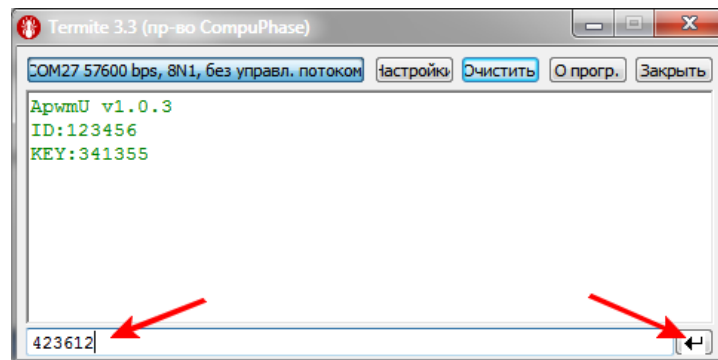 Termite 3.3 (пр-во CompuPhase)
COM27 57600 bps, 8N1, без управл. потоком Настройки Очистить О прогр. Закрыть
ApwmU v1.0.3
ID:123456
KEY:341355
423612